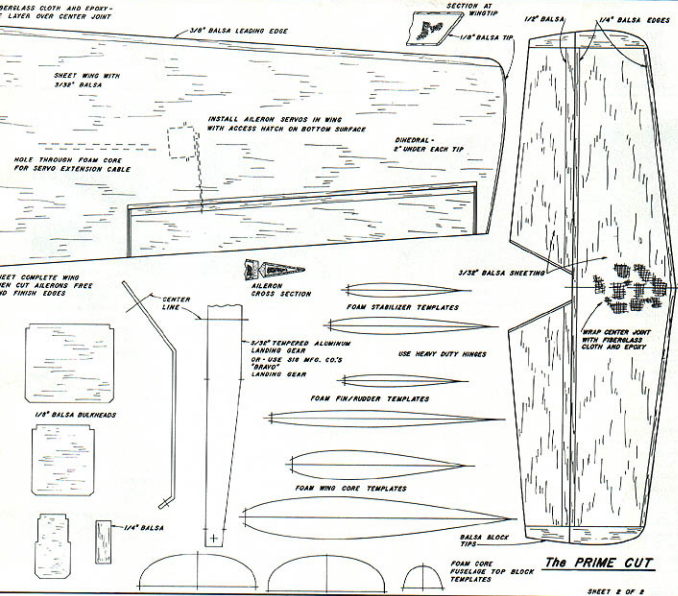 BERGLASS CLOTH AND EPOXY-
LAYER OVER CENTER JOINT
3/8" BALSA LEADING EDGE
SECTION AT
WINGTIP
1/8" BALSA TIP
1/2" BALSA
1/4" BALSA EDGES
SHEET WING WITH
3/32" BALSA
INSTALL AILERON SERVOS IN WING
WITH ACCESS HATCH ON BOTTOM SURFACE
DIHEDRAL-
2" UNDER EACH TIP
HOLE THROUGH FOAM CORE
FOR SERVO EXTENSION CABLE
HEET COMPLETE WING
EN CUT AILERONS FREE
ND FINISH EDGES
CENTER
LINE
AILERON
CROSS SECTION
3/32" BALSA SHEETING
FOAM STABILIZER TEMPLATES
5/32" TEMPERED ALUMINUM
LANDING GEAR
OR - USE SIG MFG. CO.'S
"BRAVO"
LANDING GEAR
USE HEAVY DUTY HINGES
WRAP CENTER JOINT
WITH FIBERGLASS
CLOTH AND EPOXY
FOAM FIN/RUDDER TEMPLATES
1/8" BALSA BULKHEADS
FOAM WING CORE TEMPLATES
1/4" BALSA
BALSA BLOCK
TIPS
FOAM CORE
FUSELAGE TOP BLOCK
TEMPLATES
The PRIME CUT
SHEET 2 OF 2